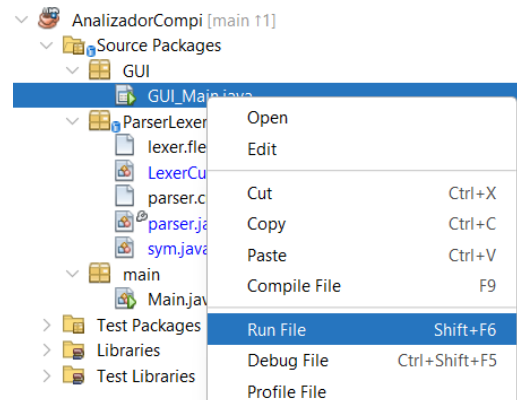 AnalizadorCompi [main ↑1]
Source Packages
GUI
GUI_Main.java
ParserLexer
lexer.fle
LexerCu
parser.c
parser.ja
sym.java
main
Main.jav
Test Packages
Libraries
Test Libraries
Open
Edit
Cut Ctrl+X
Copy Ctrl+C
Paste Ctrl+V
Compile File F9
Run File Shift+F6
Debug File Ctrl+Shift+F5
Profile File